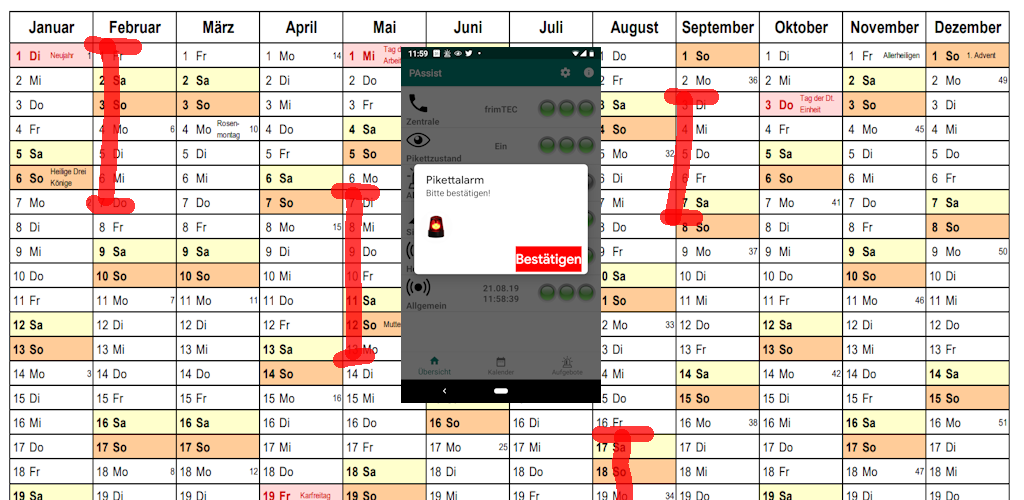 Januar Februar März April Mai Juni Juli August September Oktober November Dezember
1 Di Neujahr 1 1 Fr 1 Fr 1 Mo 14 1 Mi Tag d Arbei Do 1 So 1 Di 1 Fr Allerheiligen 1 So 1. Advent
2 Mi 2 Sa 2 Sa 2 Di 2 Do Fr 2 Mo 36 2 Mi 2 Sa 2 Mo 49
3 Do 3 So 3 So 3 Mi 3 Fr Sa 3 Di 3 Do Tag der Dt. Einheit 3 So 3 Di
4 Fr 4 Mo 6 4 Mo Rosen-montag 10 4 Do 4 Sa So 4 Mi 4 Fr 4 Mo 45 4 Mi
5 Sa 5 Di 5 Di 5 Fr 5 So Mo 32 5 Do 5 Sa 5 Di 5 Do
6 So Heilige Drei Könige 6 Mi 6 Mi 6 Sa 6 Mo Di 6 Fr 6 So 6 Mi 6 Fr
7 Mo 7 Do 7 Do 7 So 7 Di Mi 7 Sa 7 Mo 41 7 Do 7 Sa
8 Di 8 Fr 8 Fr 8 Mo 15 8 Mi Do 8 So 8 Di 8 Fr 8 So
9 Mi 9 Sa 9 Sa 9 Di 9 Do Fr 9 Mo 37 9 Mi 9 Sa 9 Mo 50
10 Do 10 So 10 So 10 Mi 10 Fr 0 Sa 10 Di 10 Do 10 So 10 Di
11 Fr 11 Mo 7 11 Mo 11 11 Do 11 Sa 1 So 11 Mi 11 Fr 11 Mo 46 11 Mi
12 Sa 12 Di 12 Di 12 Fr 12 So Mutte 2 Mo 33 12 Do 12 Sa 12 Di 12 Do
13 So 13 Mi 13 Mi 13 Sa 13 Mo 3 Di 13 Fr 13 So 13 Mi 13 Fr
14 Mo 3 14 Do 14 Do 14 So 14 Di 4 Mi 14 Sa 14 Mo 42 14 Do 14 Sa
15 Di 15 Fr 15 Fr 15 Mo 16 15 Mi 5 Do 15 So 15 Di 15 Fr 15 So
16 Mi 16 Sa 16 Sa 16 Di 16 Do 16 So 16 Di 16 Fr 16 Mo 38 16 Mi 16 Sa 16 Mo 51
17 Do 17 So 17 So 17 Mi 17 Fr 17 Mo 25 17 Mi 17 Sa 17 Di 17 Do 17 So 17 Di
18 Fr 18 Mo 8 18 Mo 12 18 Do 18 Sa 18 Di 18 Do 18 So 18 Mi 18 Fr 18 Mo 47 18 Mi
19 Sa 19 Di 19 Di 19 Fr Karfreitag 19 So 19 Mi 19 Fr 19 Mo 34 19 Do 19 Sa 19 Di 19 Do
11:59
PAssist
Zentrale frimTEC
Pikettzustand Ein
Pikettalarm
Bitte bestätigen!
Bestätigen
Allgemein 21.08.19
11:58:39
Übersicht Kalender Aufgebote